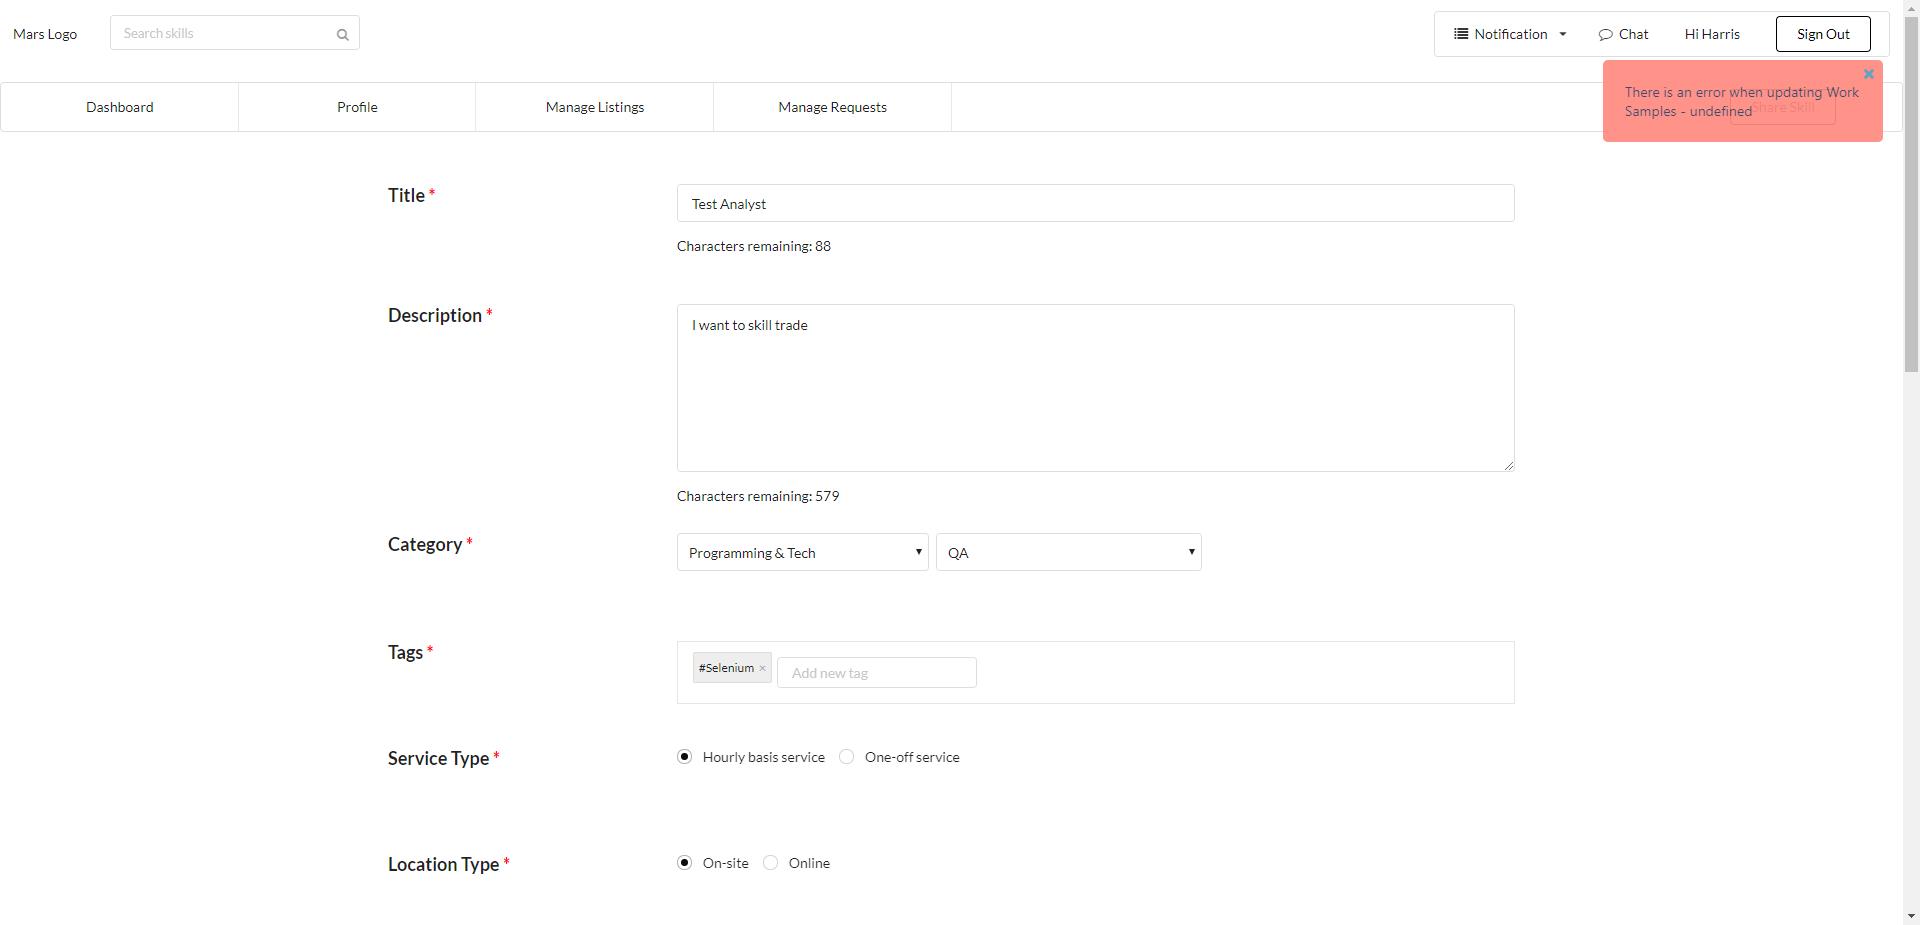 Mars Logo
Search skills
Notification
Chat
Hi Harris
Sign Out
Dashboard
Profile
Manage Listings
Manage Requests
Share Skill
There is an error when updating Work
Samples - undefined
Title *
Test Analyst
Characters remaining: 88
Description *
I want to skill trade
Characters remaining: 579
Category *
Programming & Tech
QA
Tags *
#Selenium ×
Add new tag
Service Type *
Hourly basis service
One-off service
Location Type *
On-site
Online